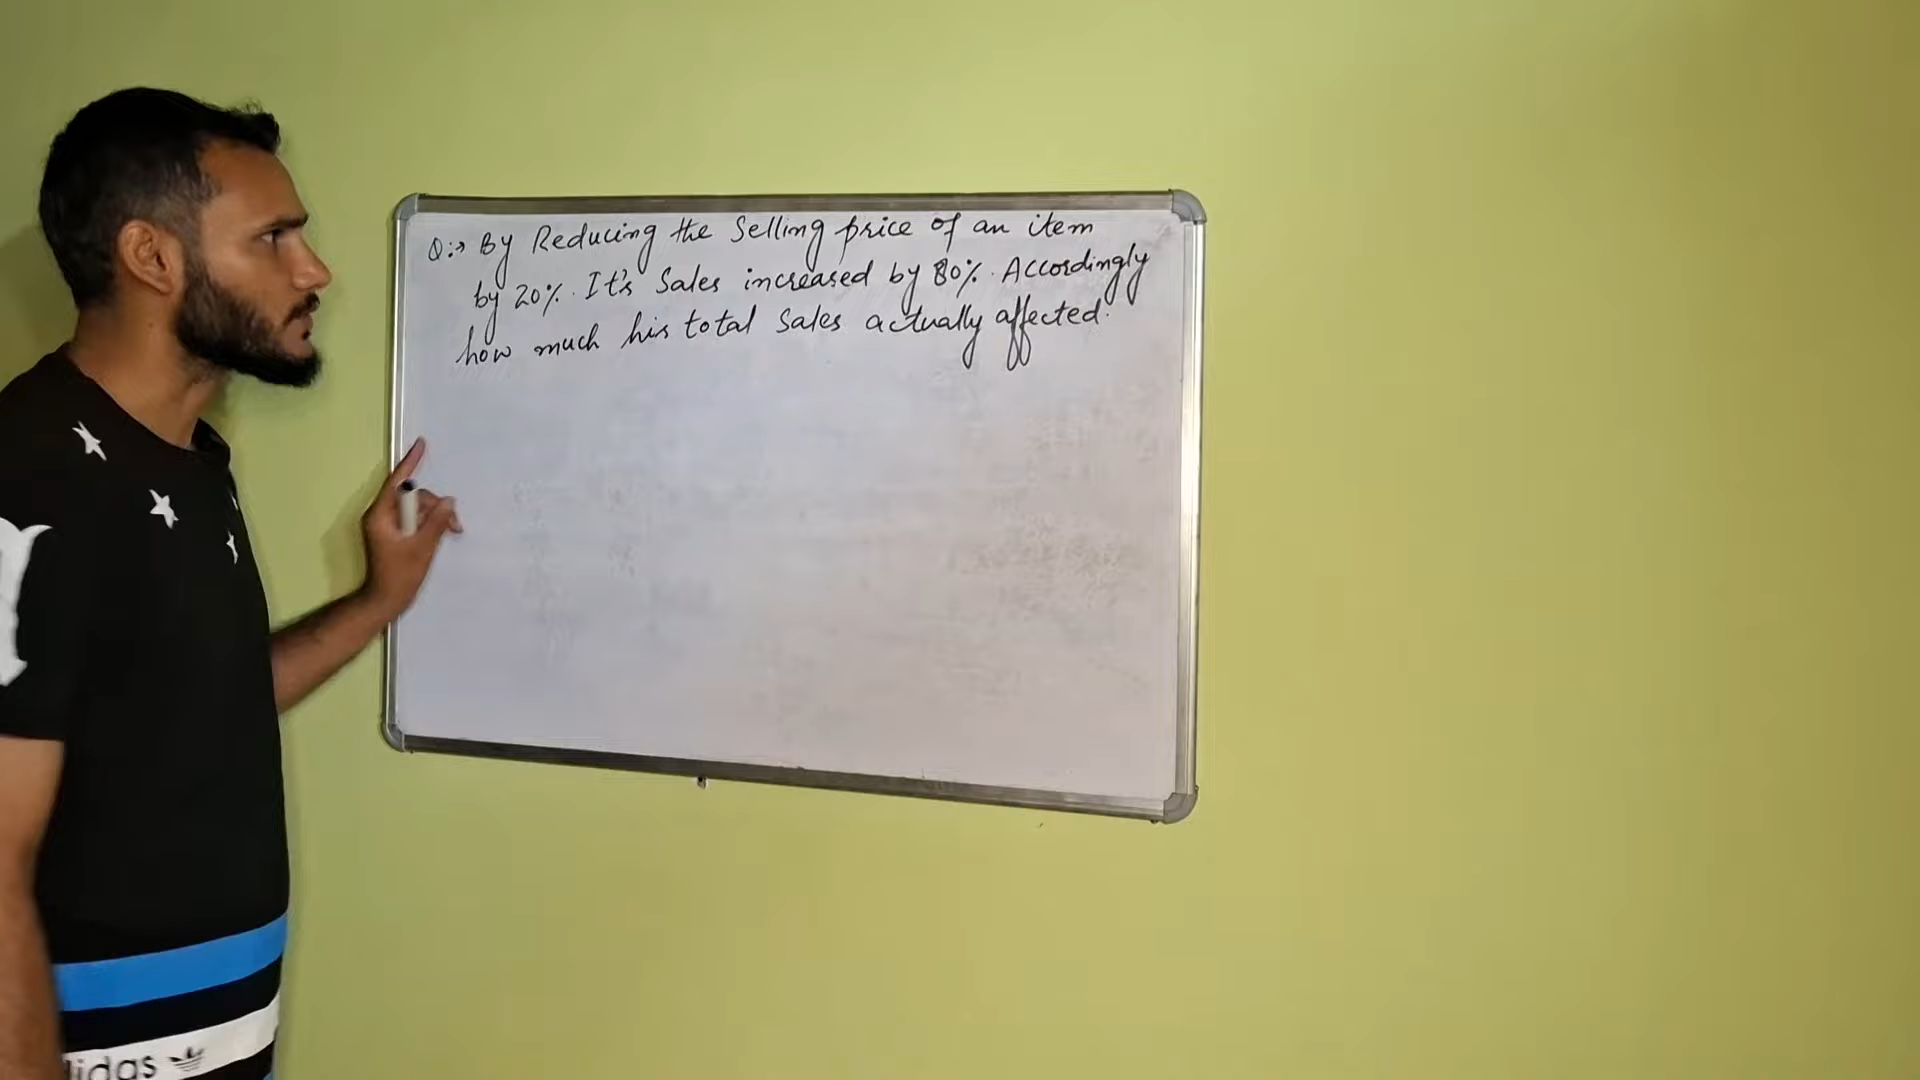 Q:→ By Reducing the Selling price of an item
by 20%. It's Sales increased by 80%. Accordingly
how much his total Sales actually affected.
didas